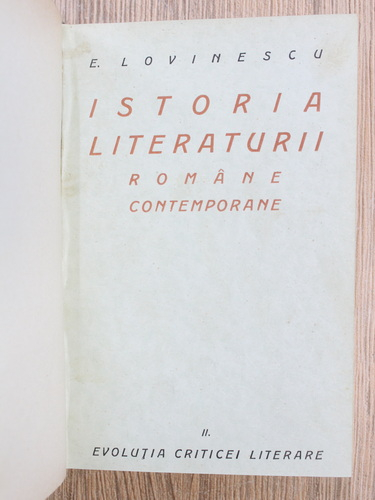 E. LOVINESCU
ISTORIA
LITERATURII
ROMÂNE
CONTEMPORANE
II.
EVOLUȚIA CRITICEI LITERARE